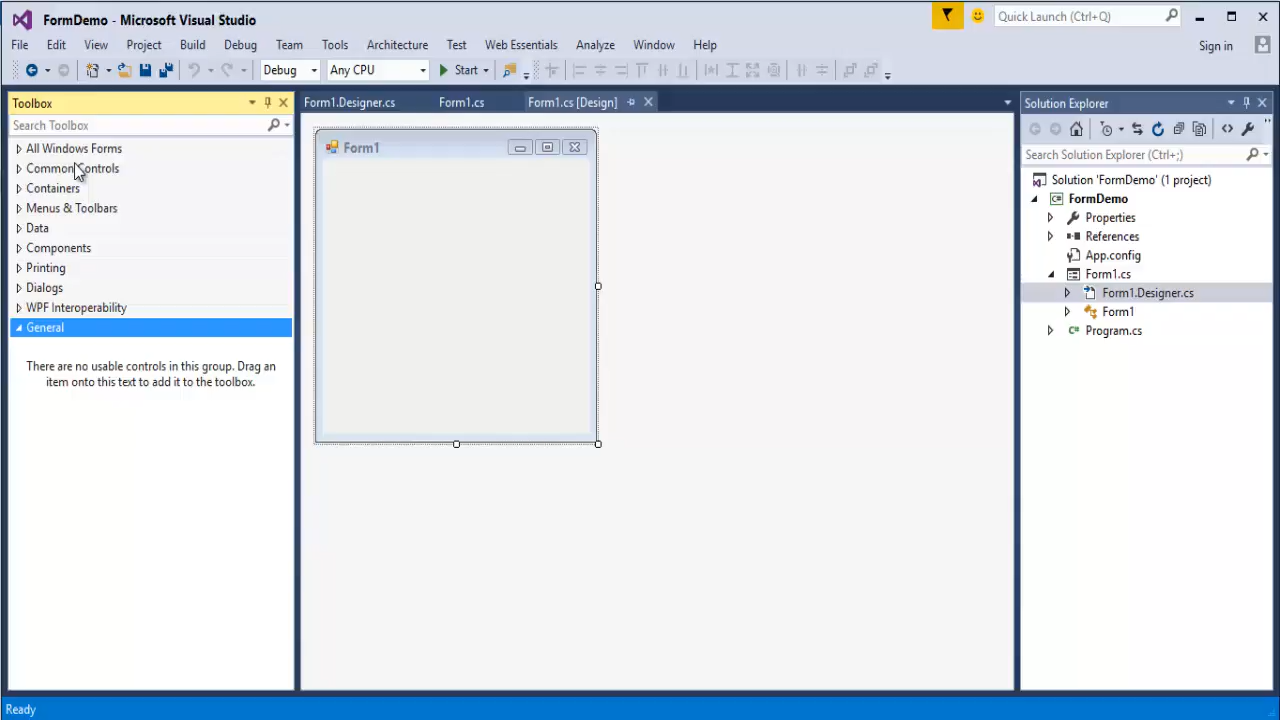 FormDemo - Microsoft Visual Studio
Quick Launch (Ctrl+Q)
File Edit View Project Build Debug Team Tools Architecture Test Web Essentials Analyze Window Help
Sign in
Debug Any CPU Start
Toolbox
Search Toolbox
All Windows Forms
Common Controls
Containers
Menus & Toolbars
Data
Components
Printing
Dialogs
WPF Interoperability
General
There are no usable controls in this group. Drag an
item onto this text to add it to the toolbox.
Form1.Designer.cs Form1.cs Form1.cs [Design]
Form1
Solution Explorer
Search Solution Explorer (Ctrl+;)
Solution 'FormDemo' (1 project)
C# FormDemo
Properties
References
App.config
Form1.cs
Form1.Designer.cs
Form1
C# Program.cs
Ready